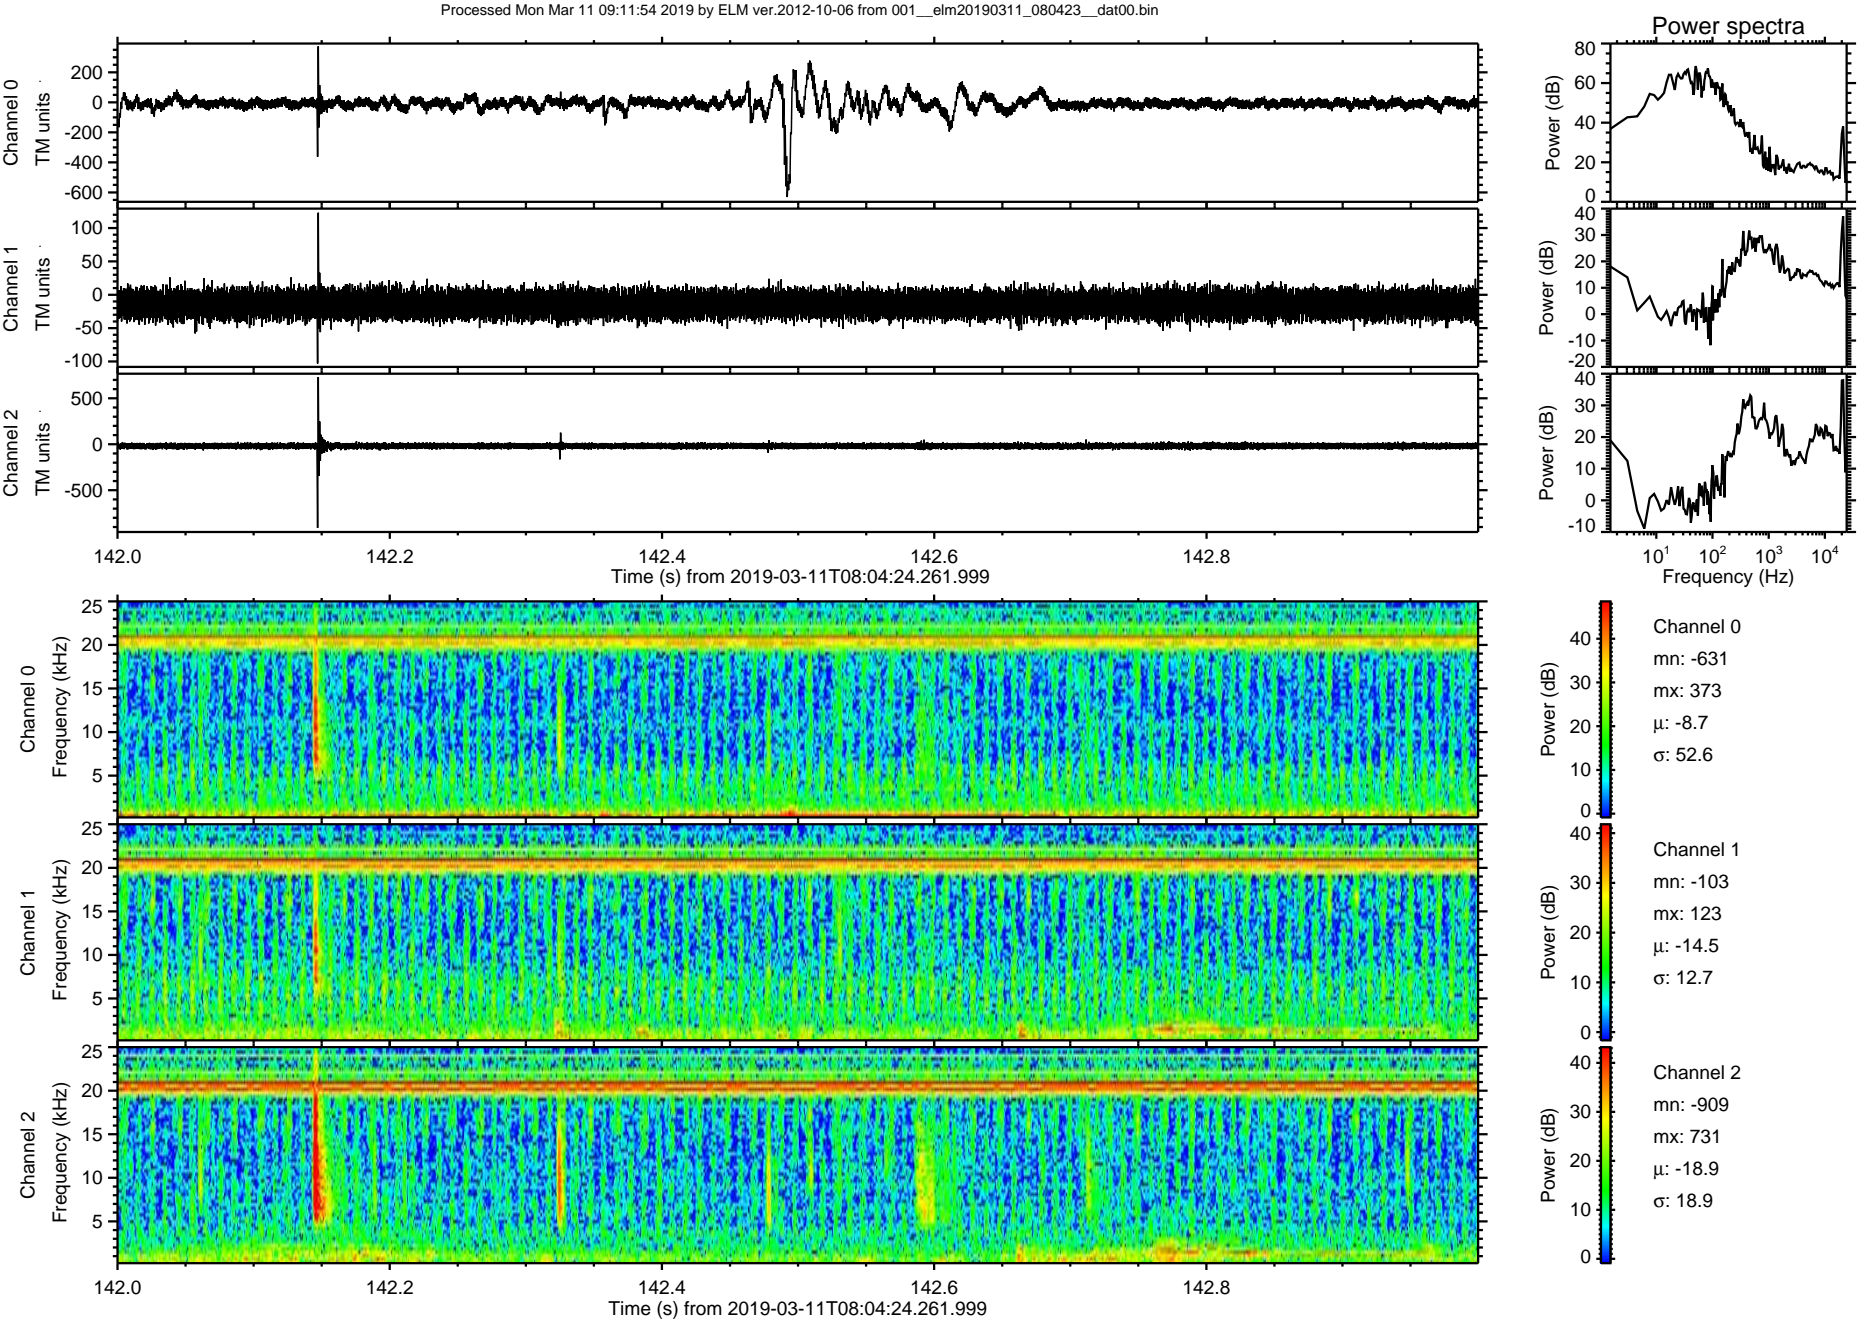 Processed Mon Mar 11 09:11:54 2019 by ELM ver.2012-10-06 from 001__elm20190311_080423__dat00.bin
Power spectra
Channel 0
TM units
200
0
-200
-400
-600
Power (dB)
80
60
40
20
0
Channel 1
TM units
100
50
0
-50
-100
Power (dB)
40
30
20
10
0
-10
-20
Channel 2
TM units
500
0
-500
Power (dB)
40
30
20
10
0
-10
142.0 142.2 142.4 142.6 142.8
Time (s) from 2019-03-11T08:04:24.261.999
10¹ 10² 10³ 10⁴
Frequency (Hz)
Channel 0
Frequency (kHz)
25
20
15
10
5
Power (dB)
40
30
20
10
0
Channel 0
mn: -631
mx: 373
μ: -8.7
σ: 52.6
Channel 1
Frequency (kHz)
25
20
15
10
5
Power (dB)
40
30
20
10
0
Channel 1
mn: -103
mx: 123
μ: -14.5
σ: 12.7
Channel 2
Frequency (kHz)
25
20
15
10
5
Power (dB)
40
30
20
10
0
Channel 2
mn: -909
mx: 731
μ: -18.9
σ: 18.9
142.0 142.2 142.4 142.6 142.8
Time (s) from 2019-03-11T08:04:24.261.999